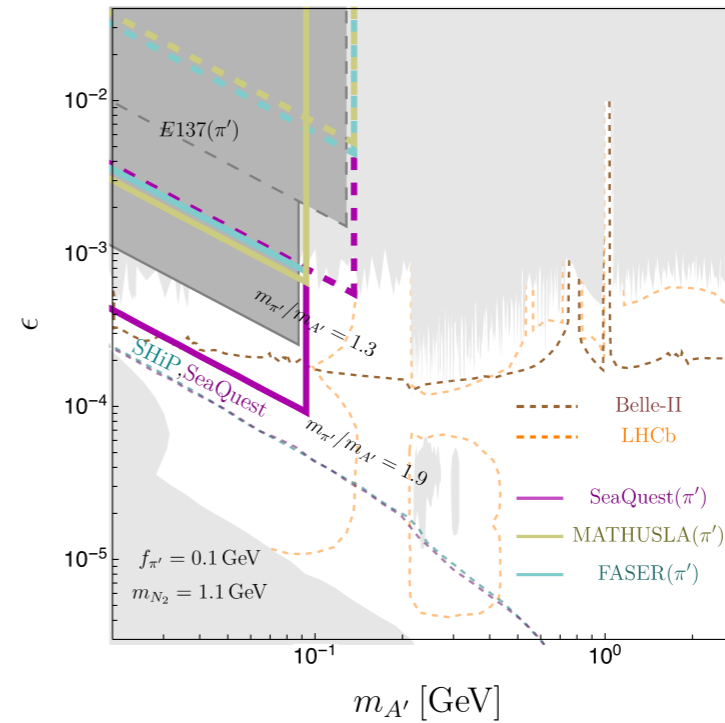 10⁻²
10⁻³
10⁻⁴
10⁻⁵
ϵ
E137(π′)
m_π′/m_A′ = 1.3
SHiP,SeaQuest
m_π′/m_A′ = 1.9
Belle-II
LHCb
SeaQuest(π′)
MATHUSLA(π′)
FASER(π′)
f_π′ = 0.1 GeV
m_N₂ = 1.1 GeV
10⁻¹
10⁰
m_A′ [GeV]